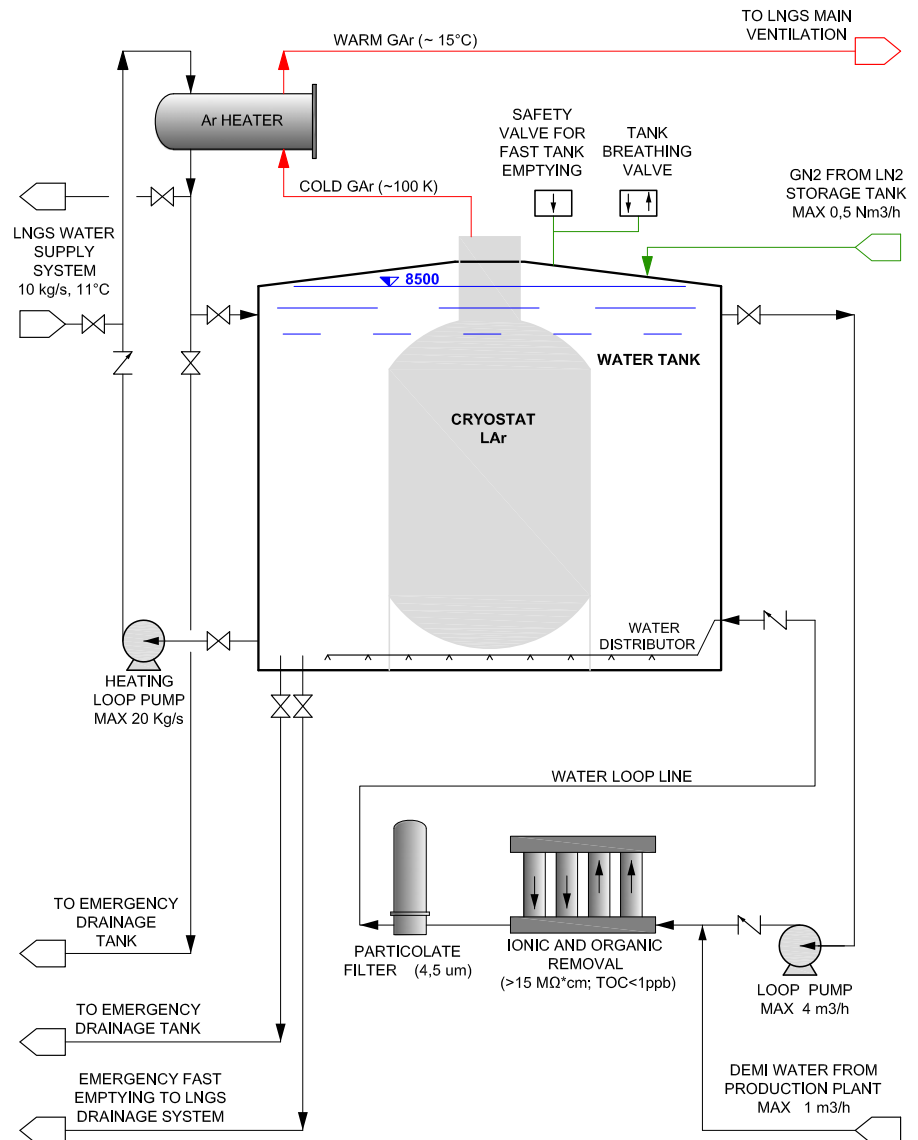 TO LNGS MAIN
VENTILATION
WARM GAr (~ 15°C)
Ar HEATER
SAFETY
VALVE FOR
FAST TANK
EMPTYING
TANK
BREATHING
VALVE
COLD GAr (~100 K)
GN2 FROM LN2
STORAGE TANK
MAX 0,5 Nm3/h
LNGS WATER
SUPPLY
SYSTEM
10 kg/s, 11°C
8500
WATER TANK
CRYOSTAT
LAr
WATER
DISTRIBUTOR
HEATING
LOOP PUMP
MAX 20 Kg/s
WATER LOOP LINE
TO EMERGENCY
DRAINAGE
TANK
PARTICOLATE
FILTER (4,5 um)
IONIC AND ORGANIC
REMOVAL
(>15 MΩ*cm; TOC<1ppb)
LOOP PUMP
MAX 4 m3/h
TO EMERGENCY
DRAINAGE TANK
EMERGENCY FAST
EMPTYING TO LNGS
DRAINAGE SYSTEM
DEMI WATER FROM
PRODUCTION PLANT
MAX 1 m3/h